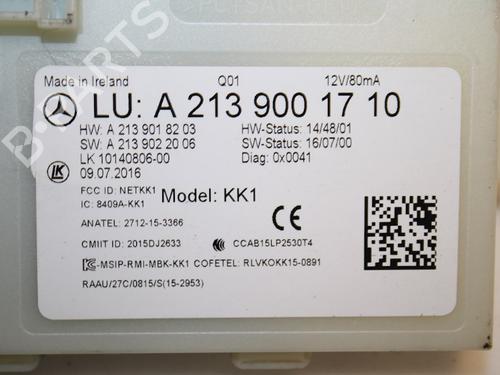 Made in Ireland Q01 12V/80mA
LU: A 213 900 17 10
HW: A 213 901 82 03 HW-Status: 14/48/01
SW: A 213 902 20 06 SW-Status: 16/07/00
LK 10140806-00 Diag: 0x0041
LK 09.07.2016
FCC ID: NETKK1
IC: 8409A-KK1 Model: KK1
ANATEL: 2712-15-3366 CE
CMIIT ID: 2015DJ2633 CCAB15LP2530T4
-MSIP-RMI-MBK-KK1 COFETEL: RLVKOKK15-0891
RAAU/27C/0815/S(15-2953)
B-PARTS